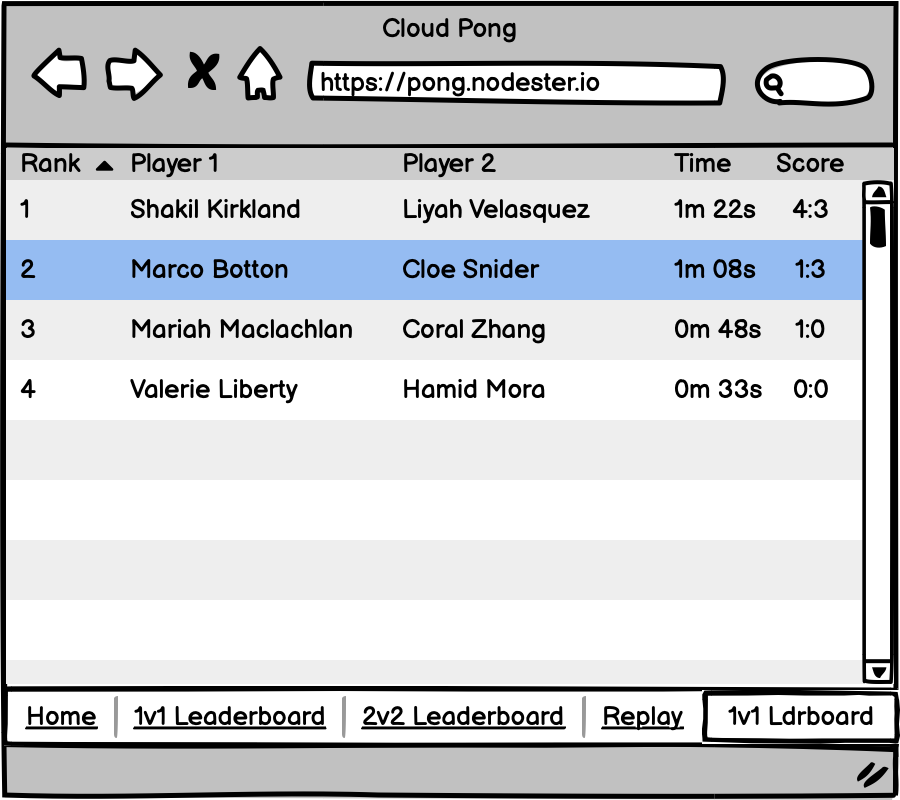 Cloud Pong
https://pong.nodester.io
Rank Player 1 Player 2 Time Score
1 Shakil Kirkland Liyah Velasquez 1m 22s 4:3
2 Marco Botton Cloe Snider 1m 08s 1:3
3 Mariah Maclachlan Coral Zhang 0m 48s 1:0
4 Valerie Liberty Hamid Mora 0m 33s 0:0
Home 1v1 Leaderboard 2v2 Leaderboard Replay 1v1 Ldrboard